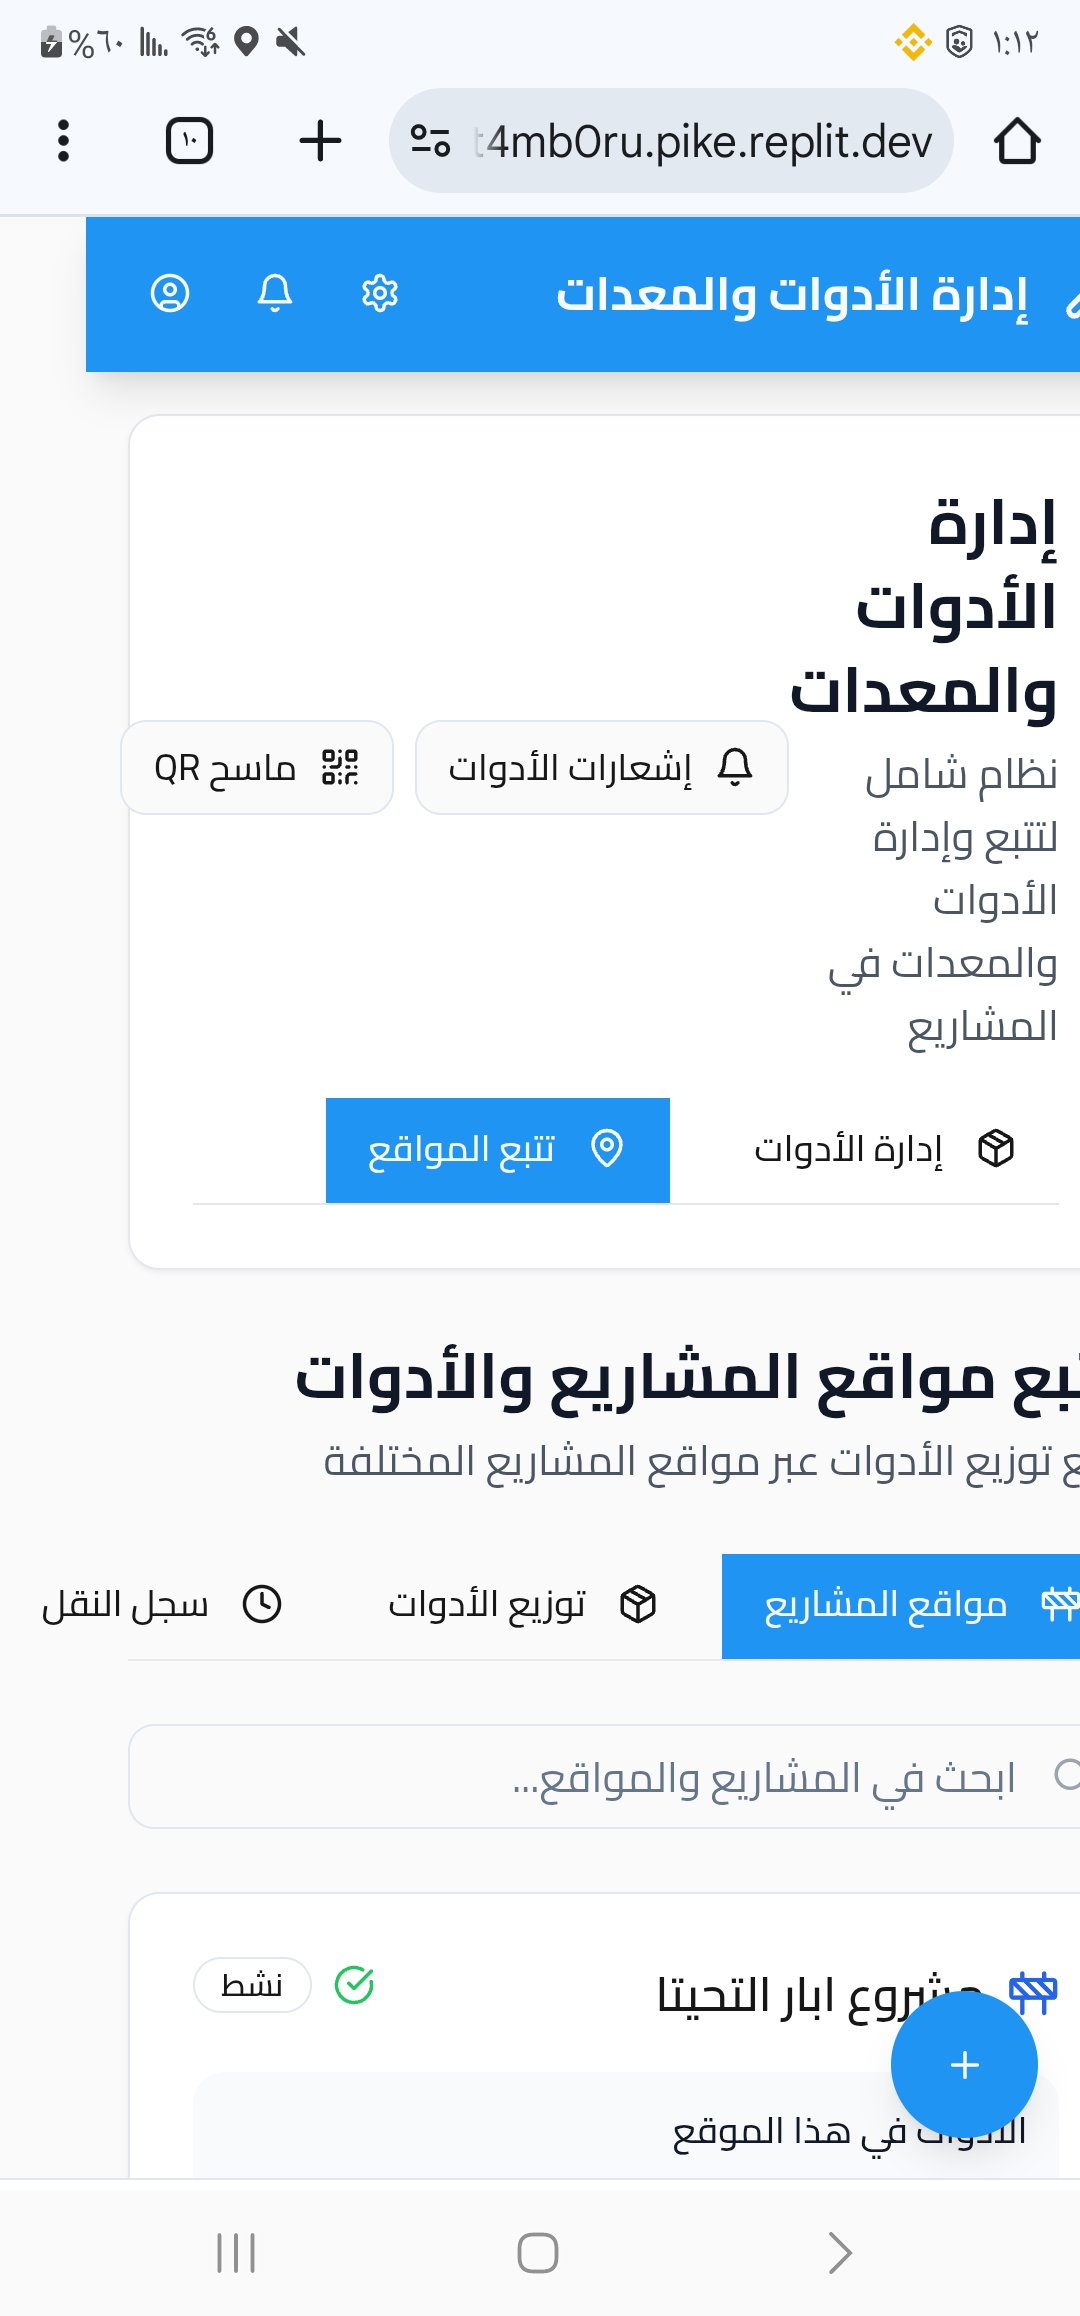 ١:١٢
%٦٠
t4mb0ru.pike.replit.dev
١٠
إدارة الأدوات والمعدات
إدارة
الأدوات
والمعدات
نظام شامل
لتتبع وإدارة
الأدوات
والمعدات في
المشاريع
إشعارات الأدوات
ماسح QR
إدارة الأدوات
تتبع المواقع
مواقع المشاريع والأدوات
توزيع الأدوات عبر مواقع المشاريع المختلفة
مواقع المشاريع
توزيع الأدوات
سجل النقل
ابحث في المشاريع والمواقع...
مشروع ابار التحيتا
نشط
الأدوات في هذا الموقع